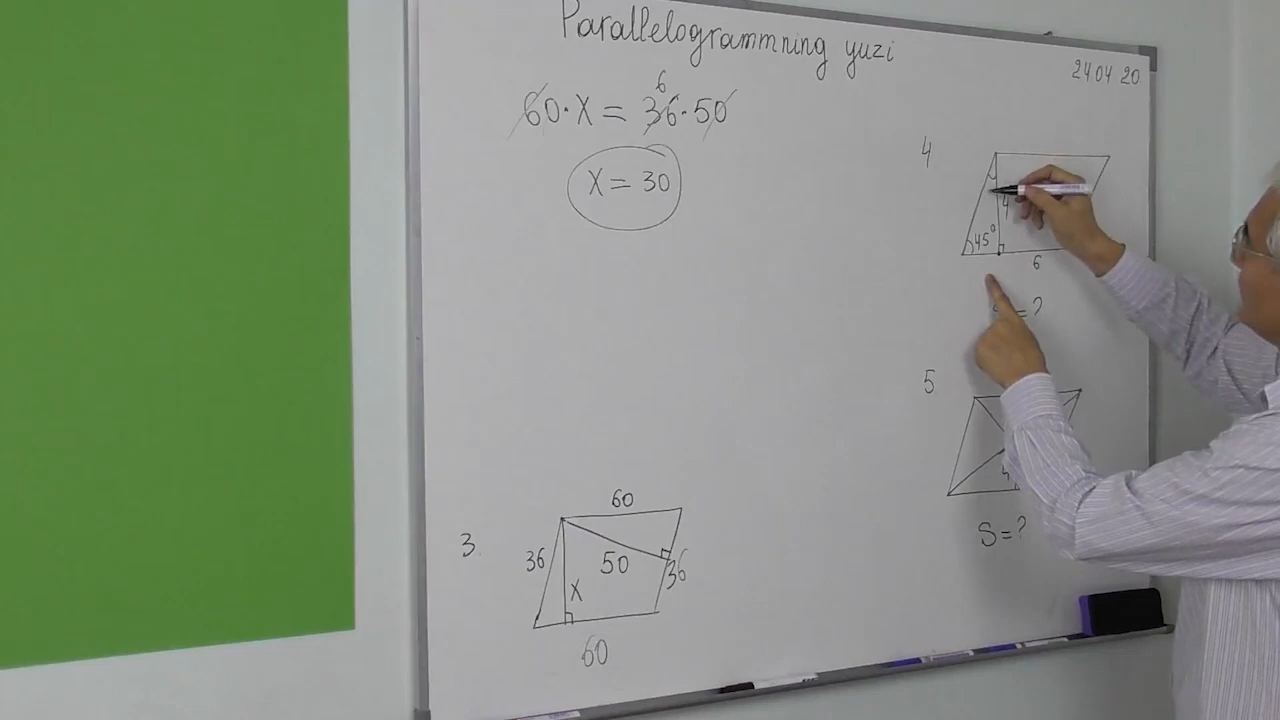 Parallelogrammning yuzi
24 04 20
60·x = 36·50
6
x = 30
4
4
45°
6
=?
5
4
S=?
3.
60
36
50
36
x
60